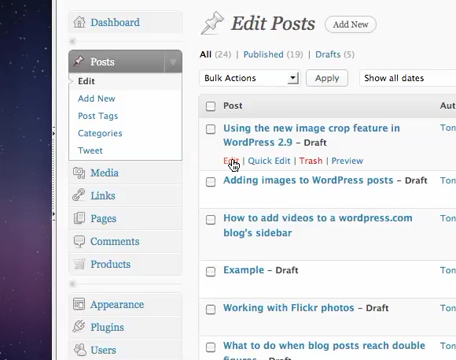 Dashboard
Edit Posts
Add New
Posts
All (24) | Published (19) | Drafts (5)
Edit
Bulk Actions
Apply
Show all dates
Add New
Post
Post Tags
Using the new image crop feature in
Categories
WordPress 2.9 – Draft
Tweet
Edit | Quick Edit | Trash | Preview
Media
Adding images to WordPress posts – Draft
Links
Pages
How to add videos to a wordpress.com
blog's sidebar
Comments
Products
Example – Draft
Appearance
Working with Flickr photos – Draft
Plugins
What to do when blog posts reach double
Users